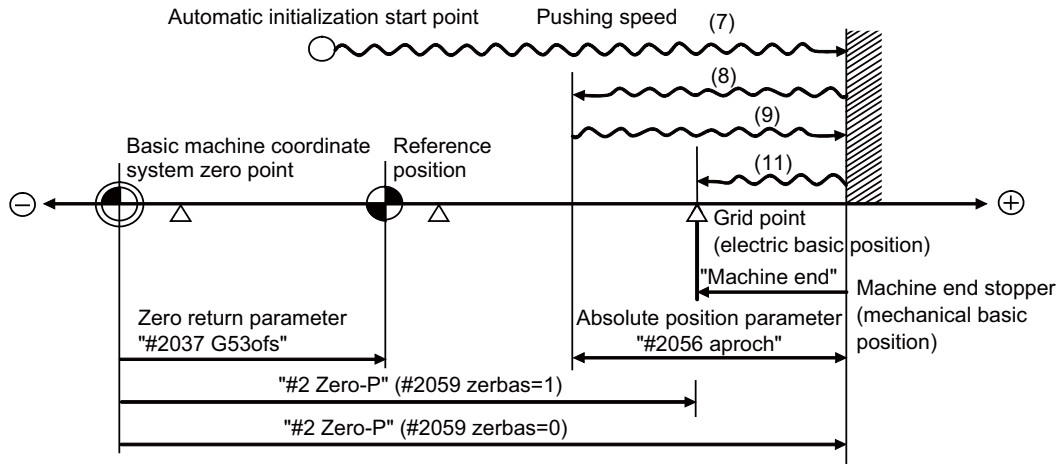 Automatic initialization start point
Pushing speed
(7)
(8)
(9)
(11)
Basic machine coordinate
system zero point
Reference
position
−
+
Grid point
(electric basic position)
"Machine end"
Machine end stopper
(mechanical basic
position)
Zero return parameter
"#2037 G53ofs"
Absolute position parameter
"#2056 aproch"
"#2 Zero-P" (#2059 zerbas=1)
"#2 Zero-P" (#2059 zerbas=0)